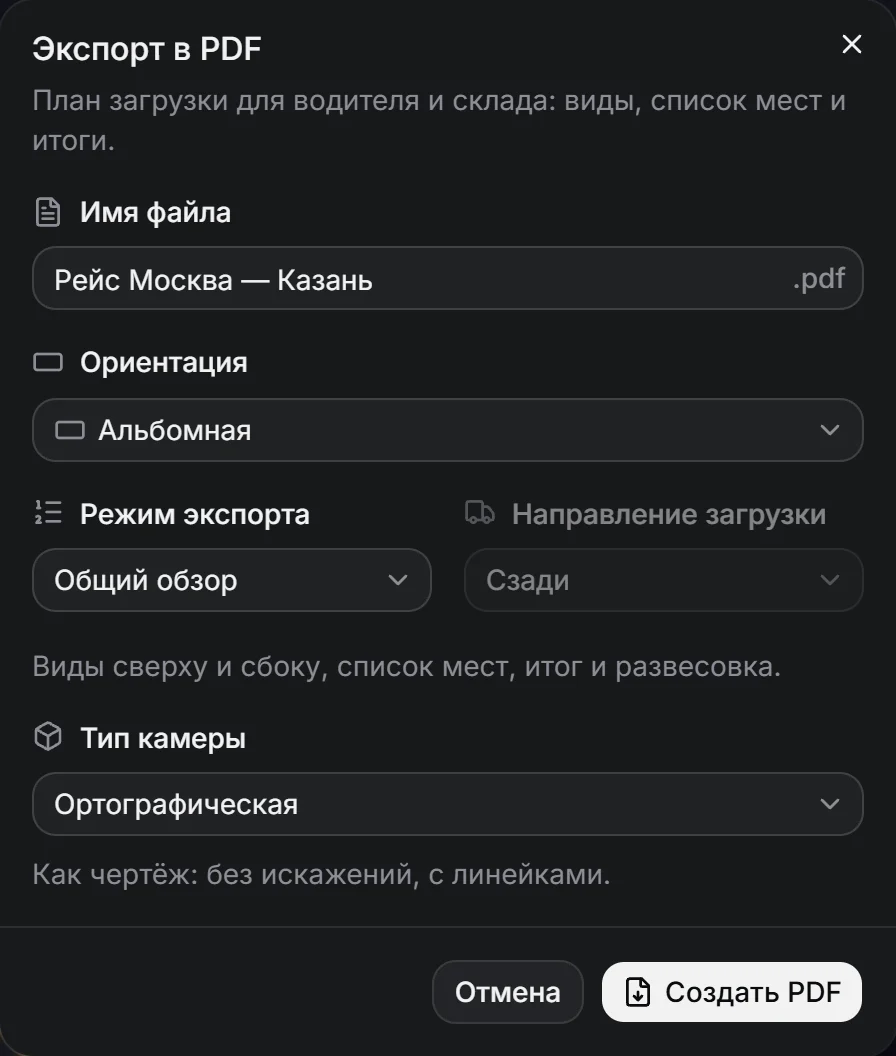 Экспорт в PDF
План загрузки для водителя и склада: виды, список мест и
итоги.
Имя файла
Рейс Москва — Казань .pdf
Ориентация
Альбомная
Режим экспорта Направление загрузки
Общий обзор Сзади
Виды сверху и сбоку, список мест, итог и развесовка.
Тип камеры
Ортографическая
Как чертёж: без искажений, с линейками.
Отмена Создать PDF